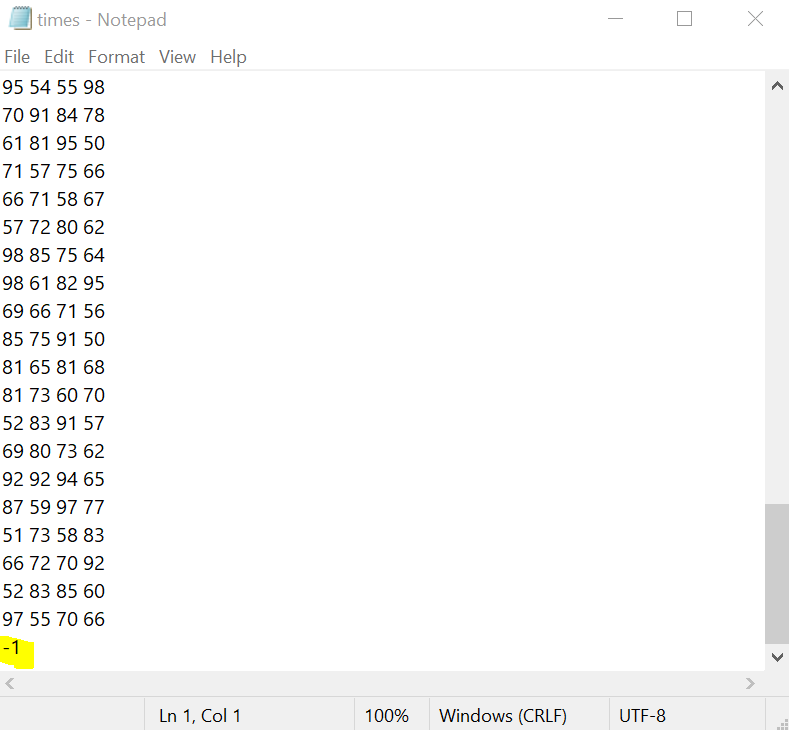 times - Notepad
File Edit Format View Help
95 54 55 98
70 91 84 78
61 81 95 50
71 57 75 66
66 71 58 67
57 72 80 62
98 85 75 64
98 61 82 95
69 66 71 56
85 75 91 50
81 65 81 68
81 73 60 70
52 83 91 57
69 80 73 62
92 92 94 65
87 59 97 77
51 73 58 83
66 72 70 92
52 83 85 60
97 55 70 66
-1
Ln 1, Col 1 100% Windows (CRLF) UTF-8